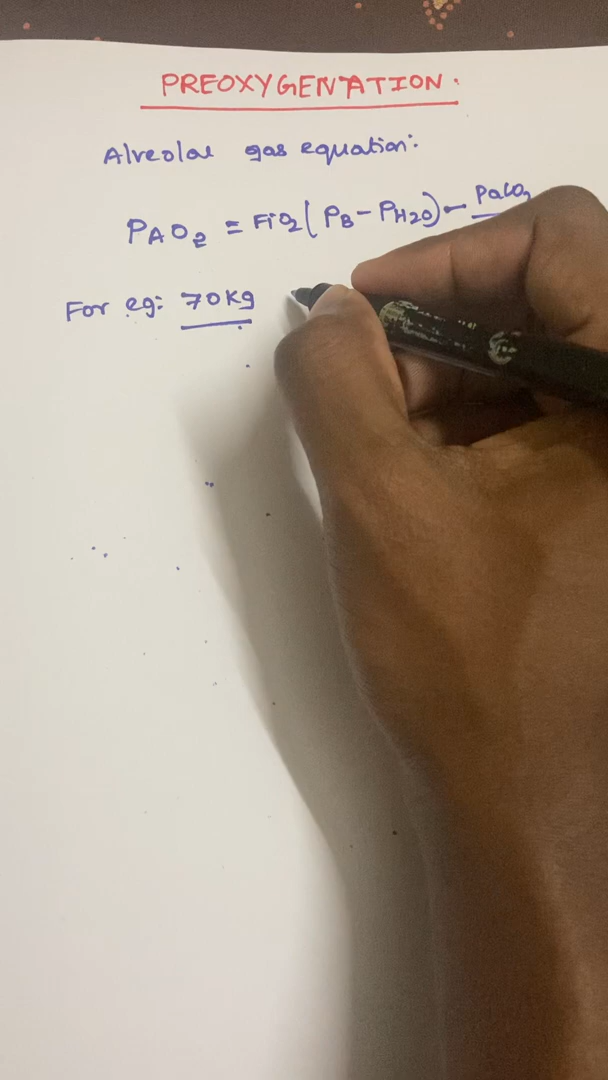 PREOXYGENATION.
Alveolar gas equation:
PAO2 = FiO2 (PB - PH2O) - PaCO2
For eg: 70kg